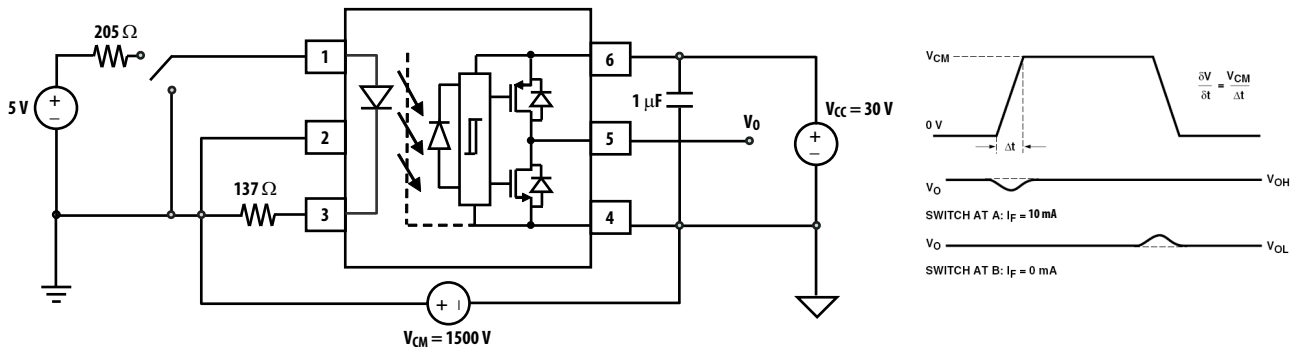 205 Ω
5 V
+
–
137 Ω
1
2
3
6
5
4
1 µF
V₀
V_CC = 30 V
+
–
+ –
V_CM = 1500 V
V_CM
0 V
Δt
δV/δt = V_CM/Δt
V_O
V_OH
SWITCH AT A: I_F = 10 mA
V_O
V_OL
SWITCH AT B: I_F = 0 mA